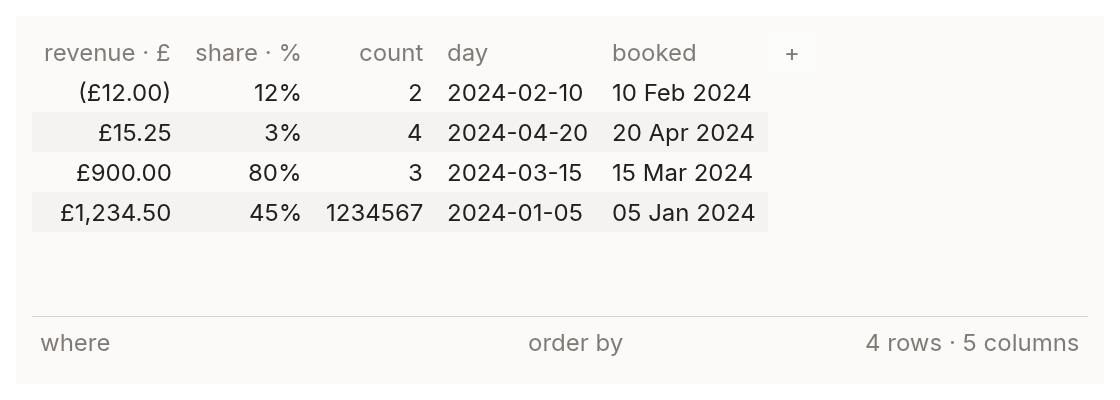 revenue · £ share · % count day booked +
(£12.00) 12% 2 2024-02-10 10 Feb 2024
£15.25 3% 4 2024-04-20 20 Apr 2024
£900.00 80% 3 2024-03-15 15 Mar 2024
£1,234.50 45% 1234567 2024-01-05 05 Jan 2024
where order by 4 rows · 5 columns